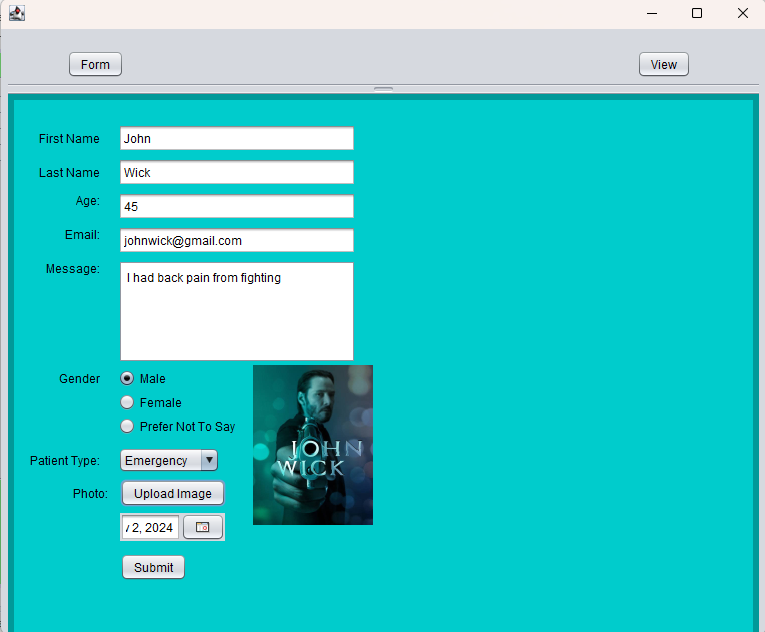 Form
View
First Name John
Last Name Wick
Age: 45
Email: johnwick@gmail.com
Message: I had back pain from fighting
Gender Male
Female
Prefer Not To Say
JOHN
WICK
Patient Type: Emergency
Photo: Upload Image
2, 2024
Submit